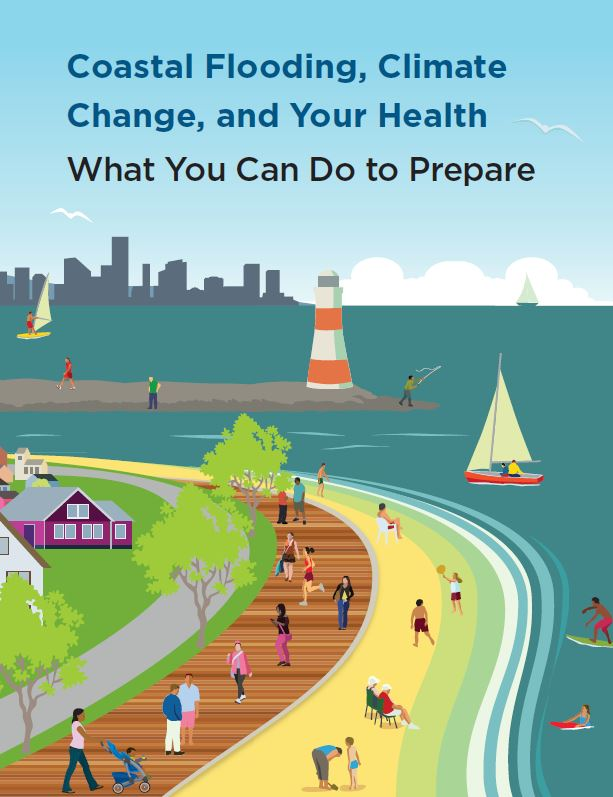 Coastal Flooding, Climate
Change, and Your Health
What You Can Do to Prepare